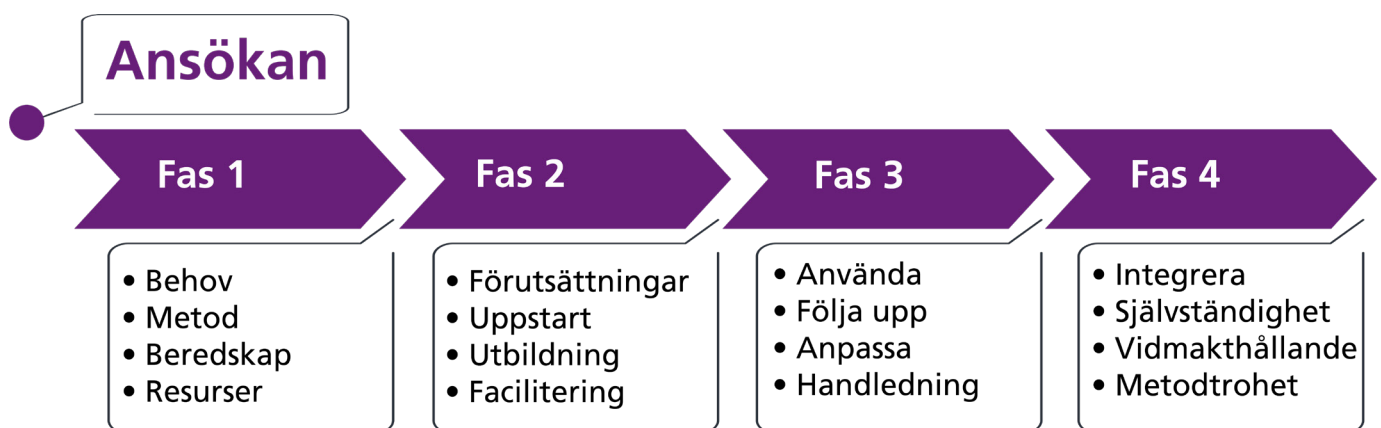 Ansökan
Fas 1
• Behov
• Metod
• Beredskap
• Resurser
Fas 2
• Förutsättningar
• Uppstart
• Utbildning
• Facilitering
Fas 3
• Använda
• Följa upp
• Anpassa
• Handledning
Fas 4
• Integrera
• Självständighet
• Vidmakthållande
• Metodtrohet